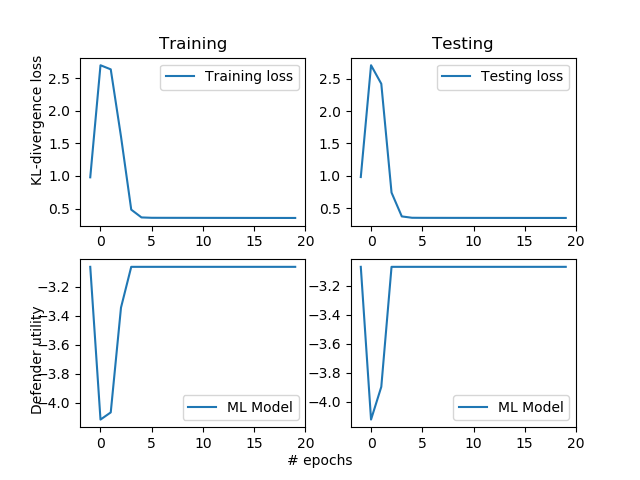 Training
Testing
KL-divergence loss
2.5
2.0
1.5
1.0
0.5
Training loss
0 5 10 15 20
2.5
2.0
1.5
1.0
0.5
Testing loss
0 5 10 15 20
Defender utility
−3.2
−3.4
−3.6
−3.8
−4.0
ML Model
0 5 10 15 20
−3.2
−3.4
−3.6
−3.8
−4.0
ML Model
0 5 10 15 20
# epochs